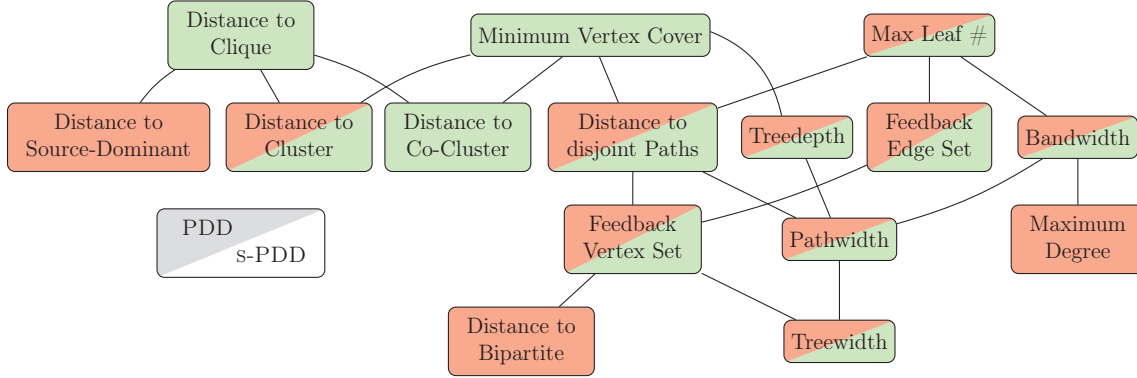 Distance to
Clique
Minimum Vertex Cover
Max Leaf #
Distance to
Source-Dominant
Distance to
Cluster
Distance to
Co-Cluster
Distance to
disjoint Paths
Treedepth
Feedback
Edge Set
Bandwidth
PDD
s-PDD
Feedback
Vertex Set
Pathwidth
Maximum
Degree
Distance to
Bipartite
Treewidth